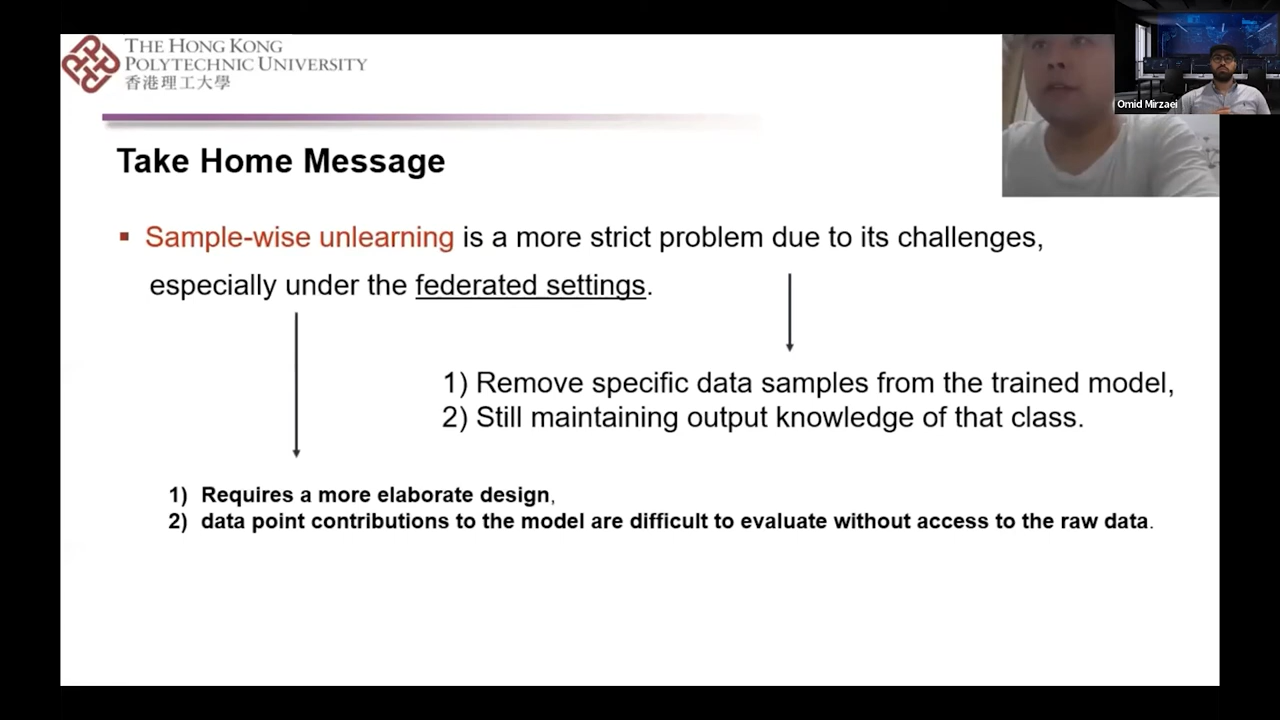 THE HONG KONG
POLYTECHNIC UNIVERSITY
香港理工大學
Omid Mirzaei
Take Home Message
▪ Sample-wise unlearning is a more strict problem due to its challenges,
especially under the federated settings.
1) Remove specific data samples from the trained model,
2) Still maintaining output knowledge of that class.
1) Requires a more elaborate design,
2) data point contributions to the model are difficult to evaluate without access to the raw data.